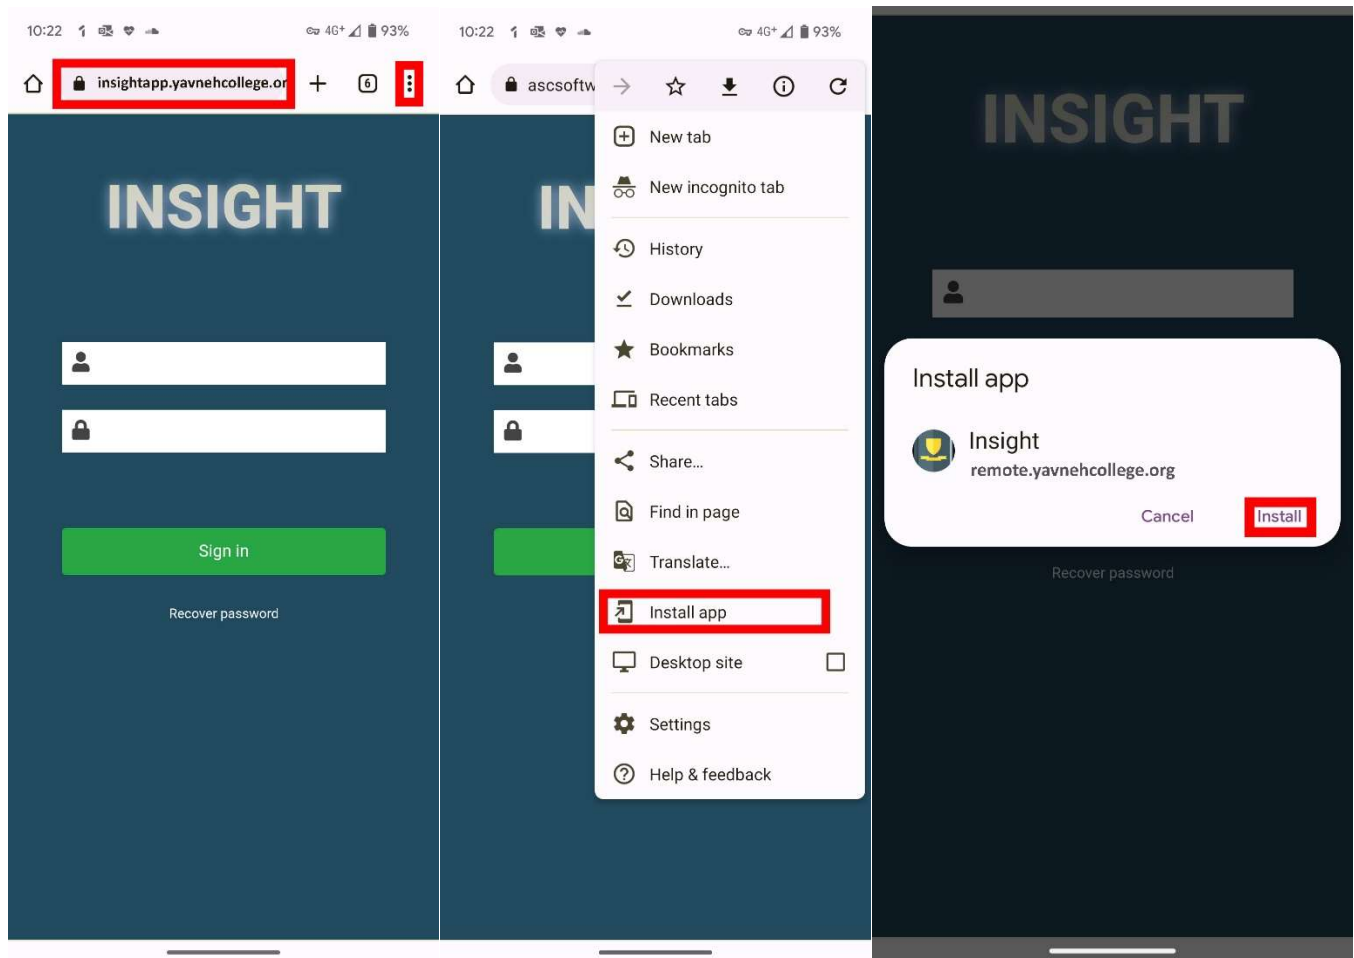 10:22
4G+ 93%
insightapp.yavnehcollege.or
6
INSIGHT
Sign in
Recover password
10:22
4G+ 93%
ascsoftw
IN
New tab
New incognito tab
History
Downloads
Bookmarks
Recent tabs
Share...
Find in page
Translate...
Install app
Desktop site
Settings
Help & feedback
INSIGHT
Install app
Insight
remote.yavnehcollege.org
Cancel Install
Recover password